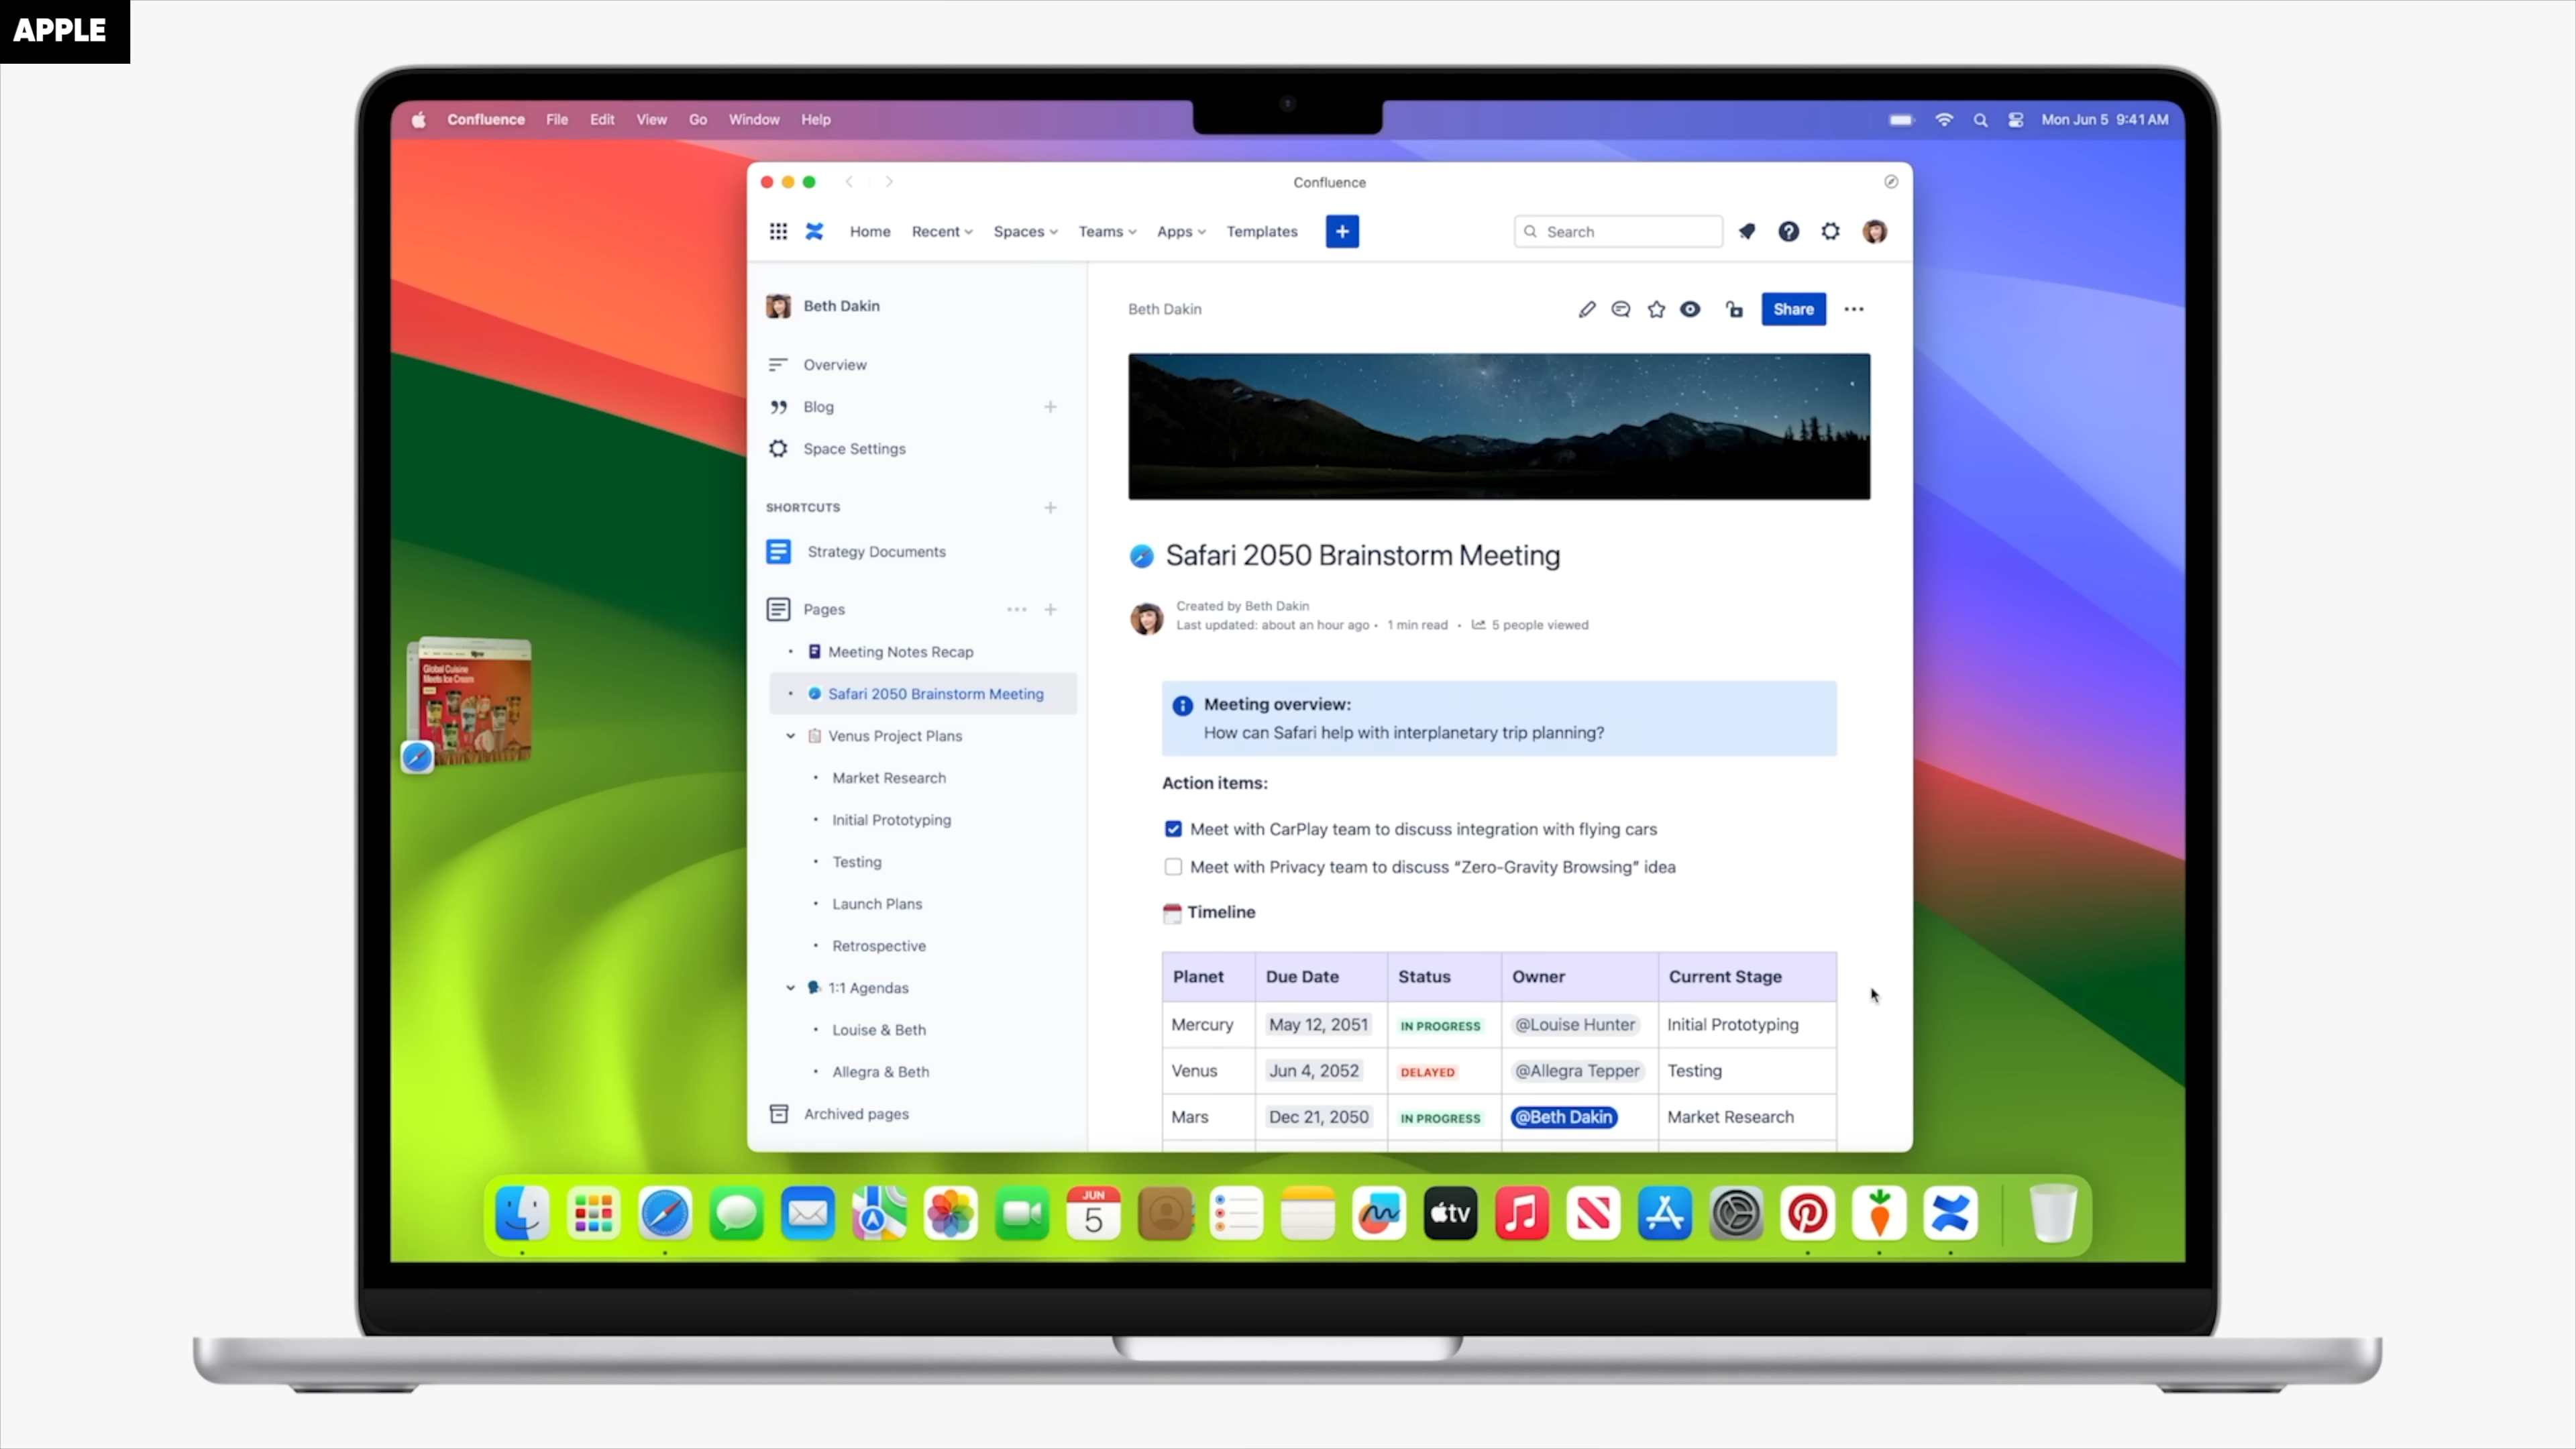 APPLE
Confluence File Edit View Go Window Help
Mon Jun 5 9:41 AM
Confluence
Home Recent Spaces Teams Apps Templates +
Search
Beth Dakin
Overview
Blog
Space Settings
SHORTCUTS
Strategy Documents
Pages
Meeting Notes Recap
Safari 2050 Brainstorm Meeting
Venus Project Plans
Market Research
Initial Prototyping
Testing
Launch Plans
Retrospective
1:1 Agendas
Louise & Beth
Allegra & Beth
Archived pages
Beth Dakin
Share
Safari 2050 Brainstorm Meeting
Created by Beth Dakin
Last updated: about an hour ago • 1 min read • 5 people viewed
Meeting overview:
How can Safari help with interplanetary trip planning?
Action items:
Meet with CarPlay team to discuss integration with flying cars
Meet with Privacy team to discuss “Zero-Gravity Browsing” idea
Timeline
Planet Due Date Status Owner Current Stage
Mercury May 12, 2051 IN PROGRESS @Louise Hunter Initial Prototyping
Venus Jun 4, 2052 DELAYED @Allegra Tepper Testing
Mars Dec 21, 2050 IN PROGRESS @Beth Dakin Market Research
Global Cuisine
Meets Ice Cream
JUN
5
tv